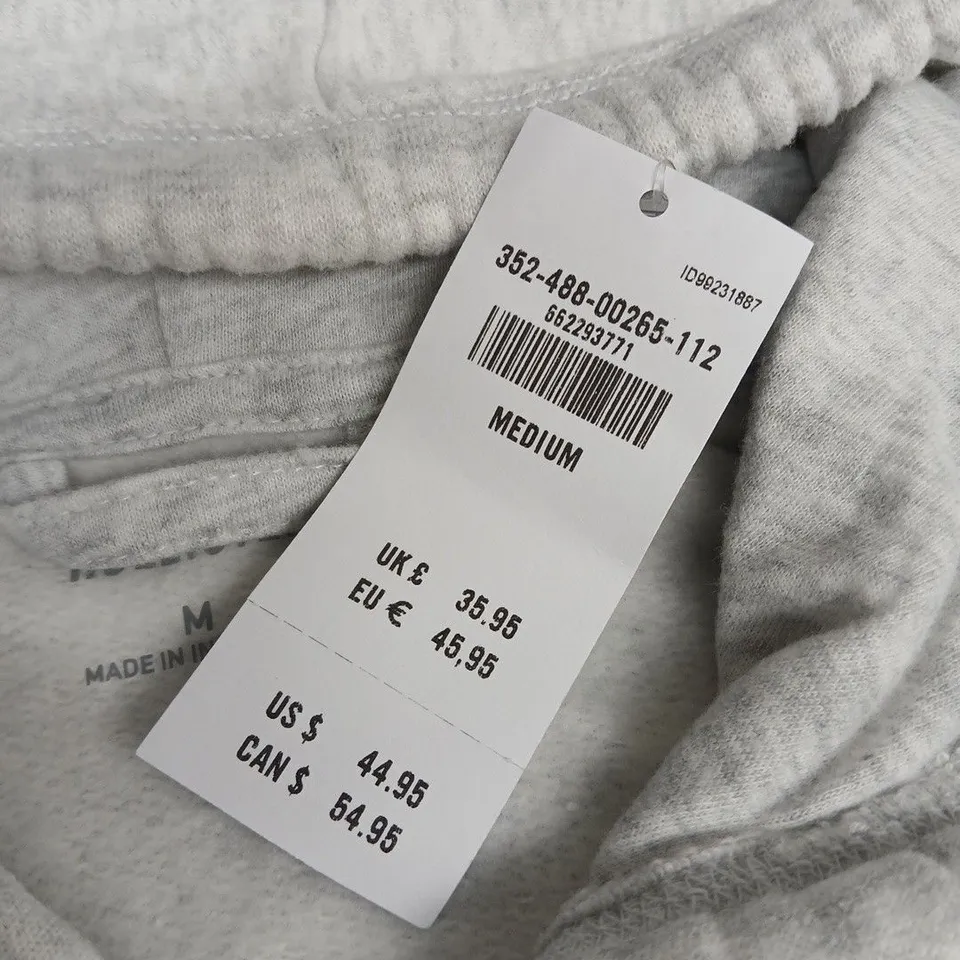 ID99231887
352-488-00265-112
662293771
MEDIUM
UK £ 35.95
EU € 45,95
US $ 44.95
CAN $ 54.95
M
MADE IN